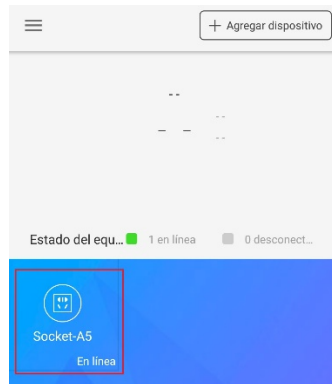 + Agregar dispositivo
--
-- --
--
Estado del equ... 1 en línea 0 desconect...
Socket-A5
En línea